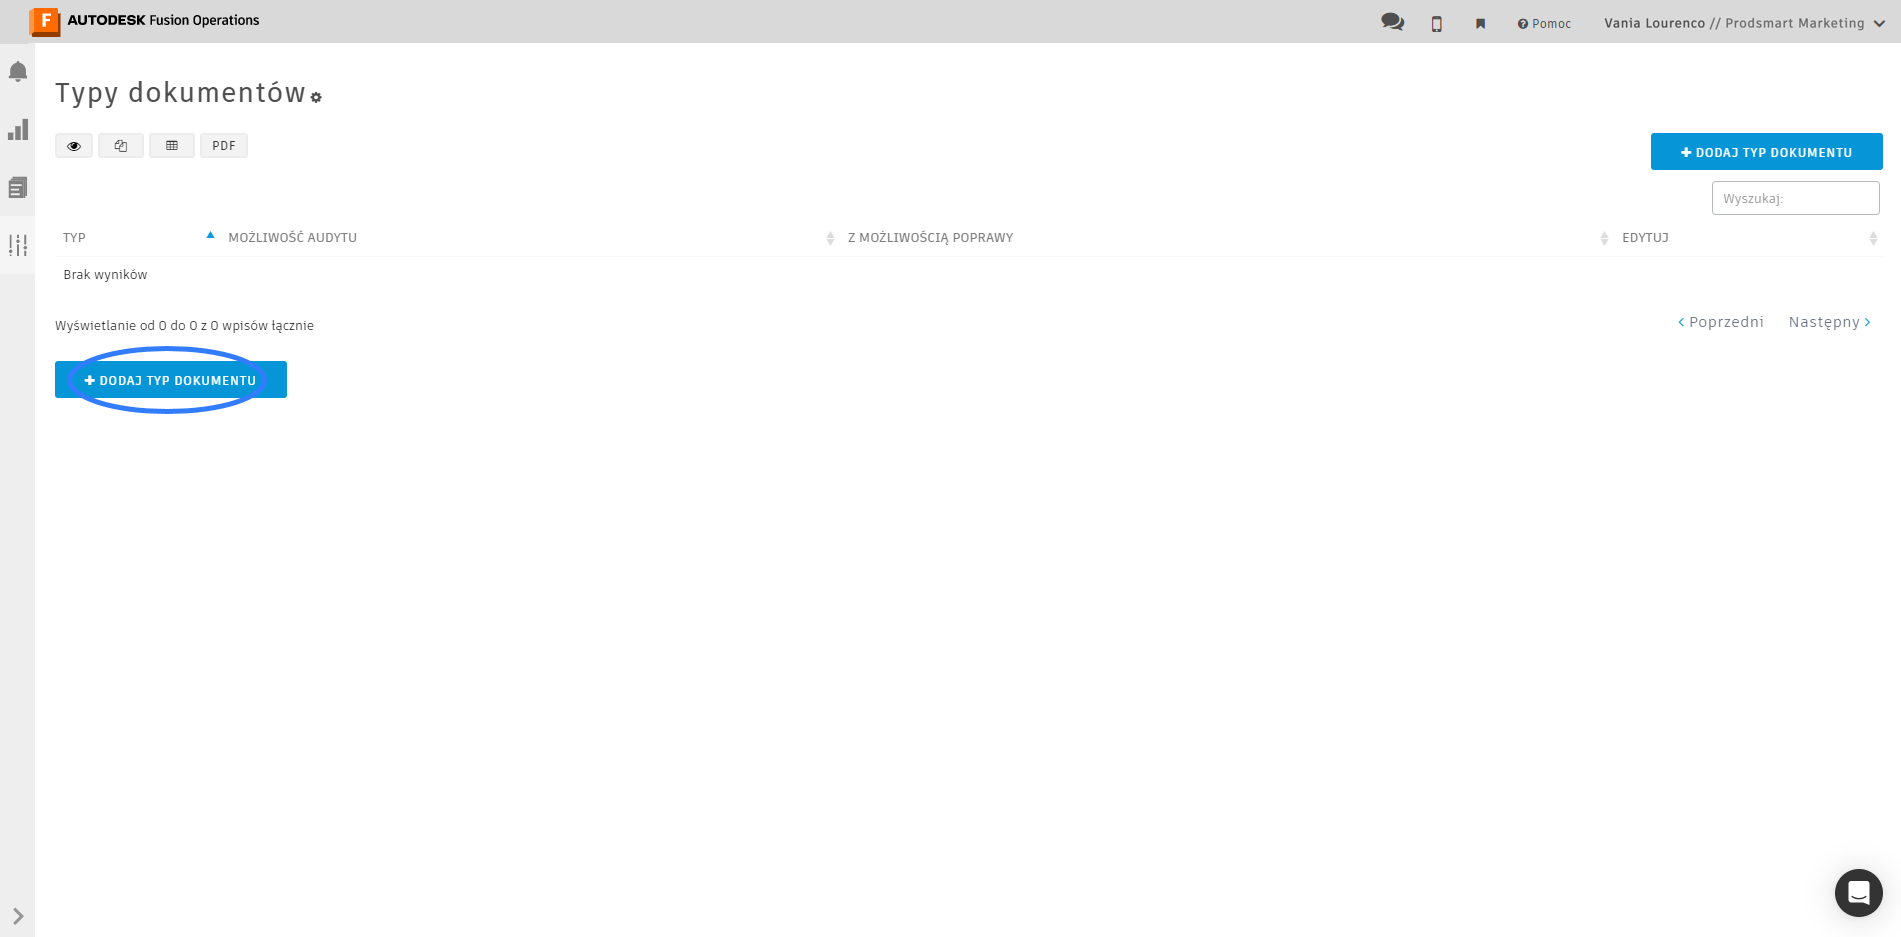 F AUTODESK Fusion Operations
Pomoc
Vania Lourenco // Prodsmart Marketing
Typy dokumentów
PDF
+ DODAJ TYP DOKUMENTU
Wyszukaj:
TYP MOŻLIWOŚĆ AUDYTU Z MOŻLIWOŚCIĄ POPRAWY EDYTUJ
Brak wyników
Wyświetlanie od 0 do 0 z 0 wpisów łącznie
Poprzedni Następny
+ DODAJ TYP DOKUMENTU